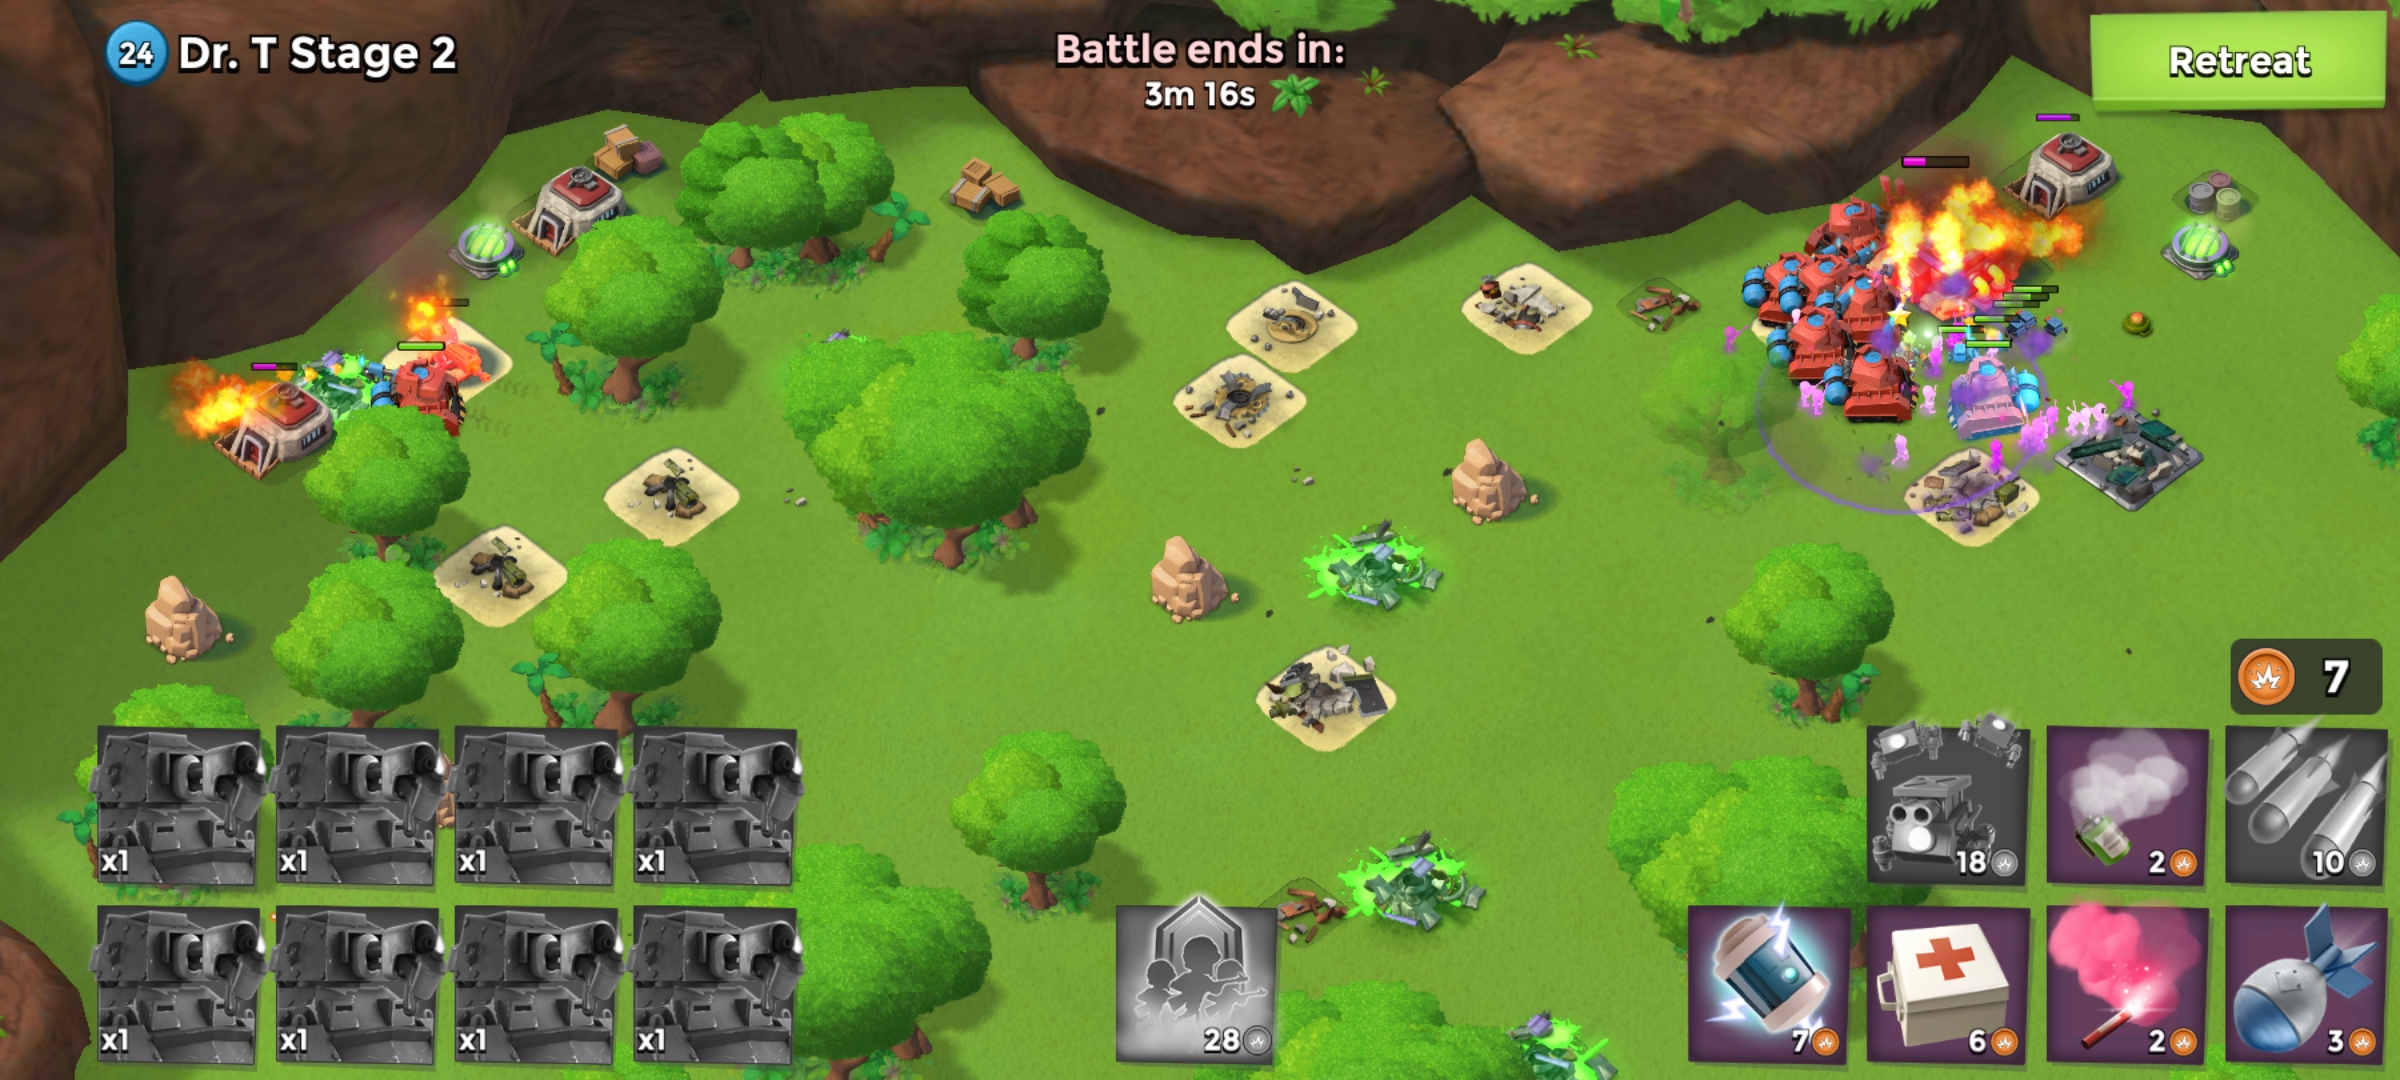 24 Dr. T Stage 2
Battle ends in:
3m 16s
Retreat
7
x1 x1 x1 x1
18 2 10
x1 x1 x1 x1
28 7 6 2 3